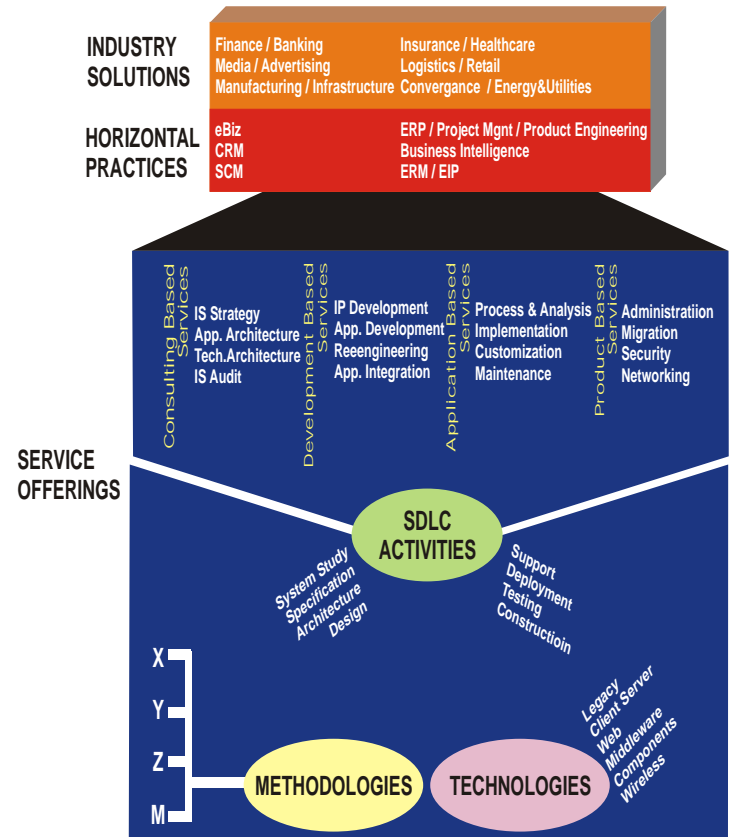 INDUSTRY
SOLUTIONS
Finance / Banking
Media / Advertising
Manufacturing / Infrastructure
Insurance / Healthcare
Logistics / Retail
Convergance / Energy&Utilities
HORIZONTAL
PRACTICES
eBiz
CRM
SCM
ERP / Project Mgnt / Product Engineering
Business Intelligence
ERM / EIP
Consulting Based
Services
IS Strategy
App. Architecture
Tech.Architecture
IS Audit
Development Based
Services
IP Development
App. Development
Reeengineering
App. Integration
Application Based
Services
Process & Analysis
Implementation
Customization
Maintenance
Product Based
Services
Administratiion
Migration
Security
Networking
SERVICE
OFFERINGS
SDLC
ACTIVITIES
System Study
Specification
Architecture
Design
Support
Deployment
Testing
Constructioin
X
Y
Z
M
METHODOLOGIES
TECHNOLOGIES
Legacy
Client Server
Web
Middleware
Components
Wireless